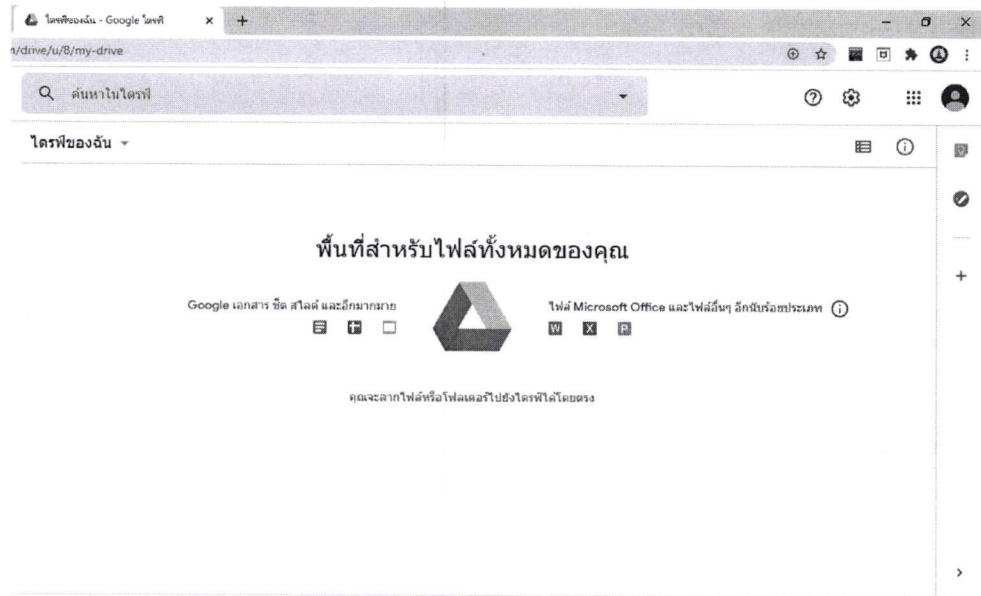 ไดรฟ์ของฉัน - Google ไดรฟ์
/drive/u/8/my-drive
ค้นหาในไดรฟ์
ไดรฟ์ของฉัน
พื้นที่สำหรับไฟล์ทั้งหมดของคุณ
Google เอกสาร ชีต สไลด์ และอีกมากมาย
ไฟล์ Microsoft Office และไฟล์อื่นๆ อีกนับร้อยประเภท
W X P
คุณจะลากไฟล์หรือโฟลเดอร์ไปยังไดรฟ์ได้โดยตรง